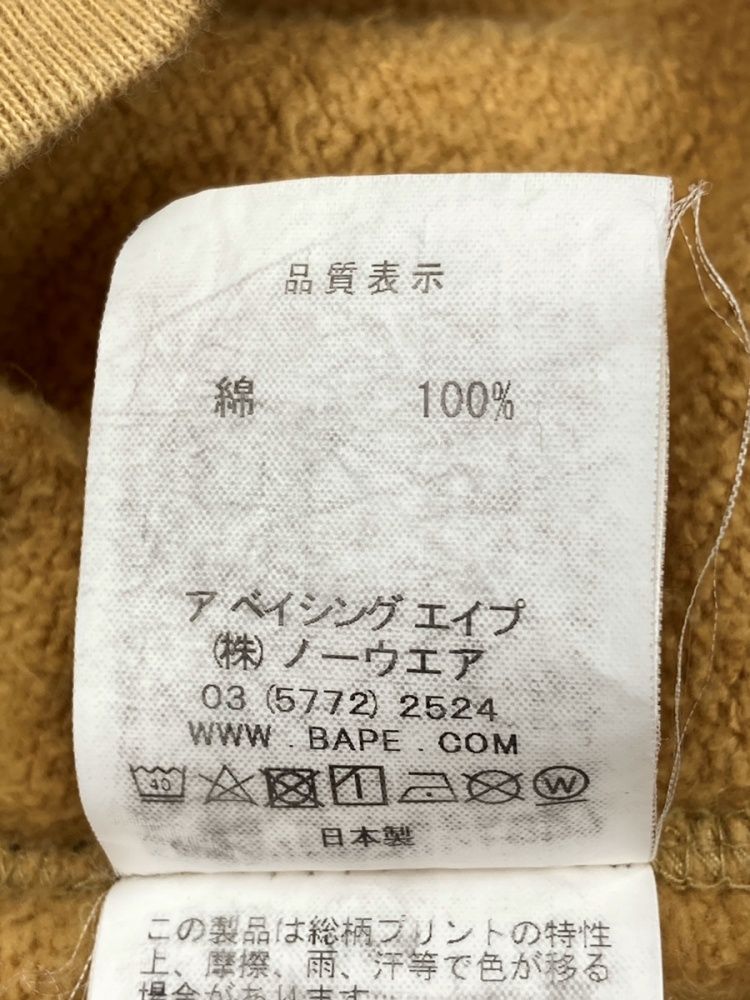 品質表示
綿 100%
ア ベイシング エイプ
(株) ノーウエア
03 (5772) 2524
WWW . BAPE . COM
40 1 W
日本製
この製品は総柄プリントの特性
上、摩擦、雨、汗等で色が移る
場合があります